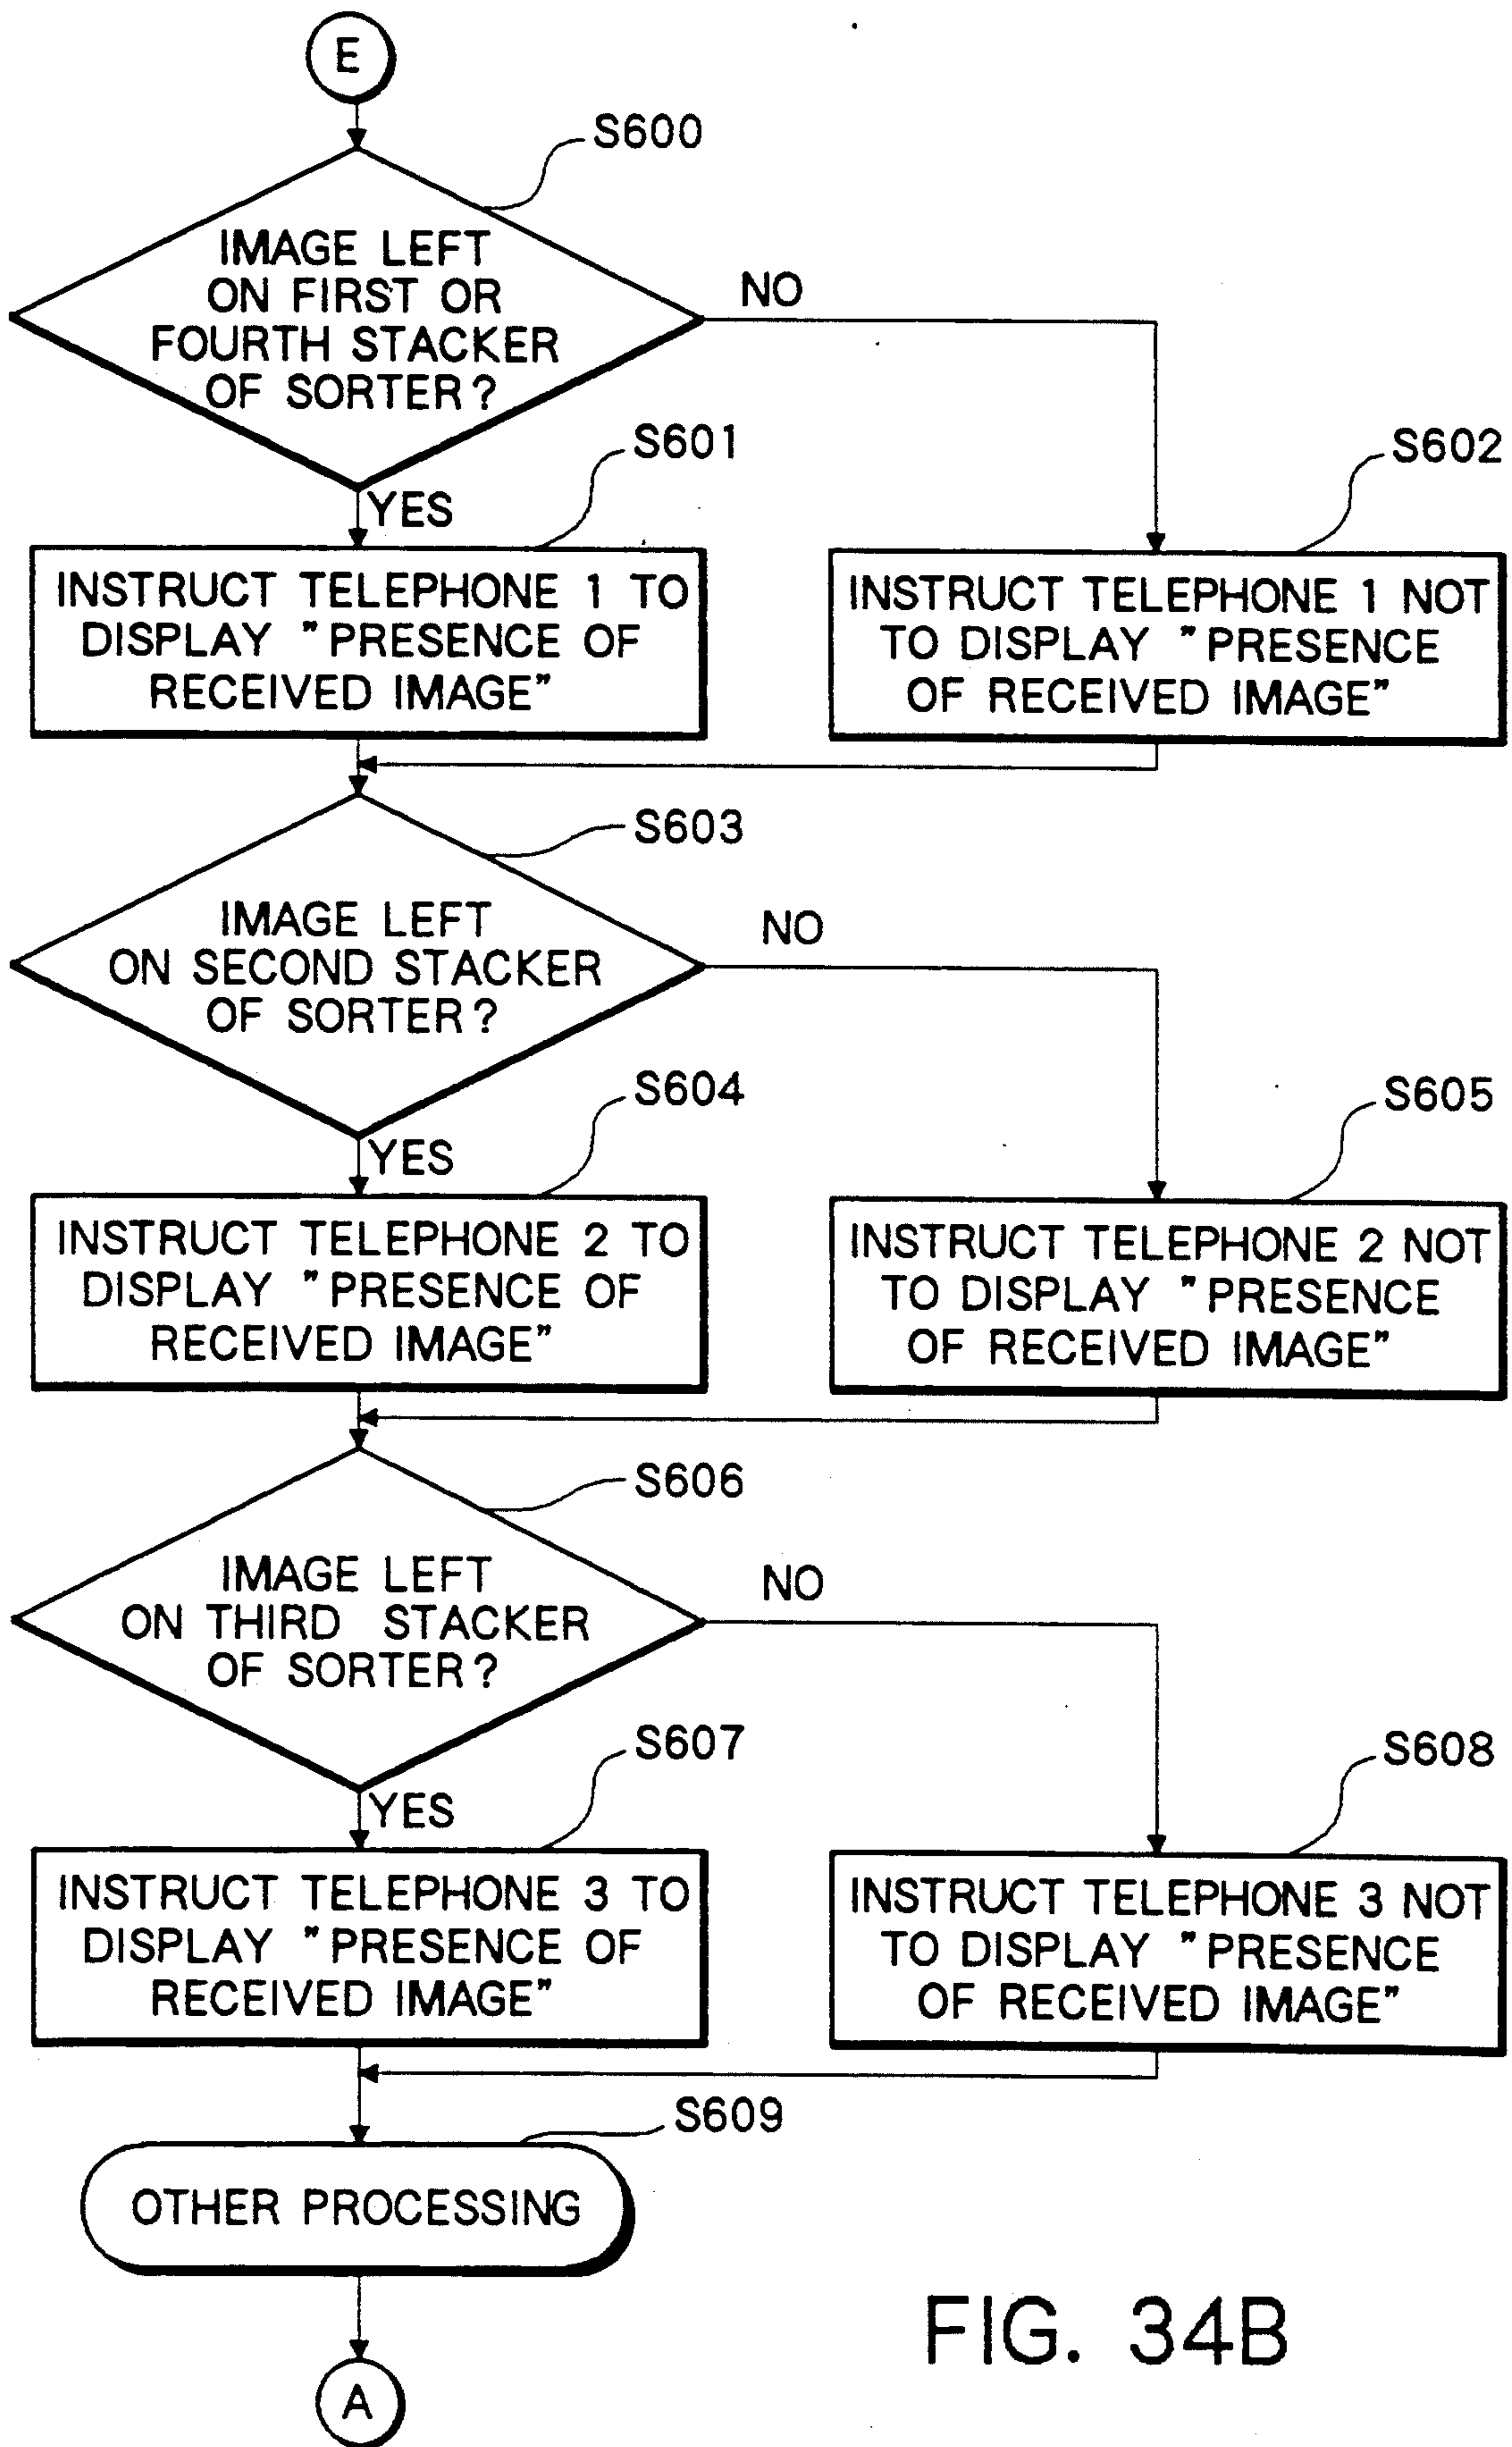 E
S600
IMAGE LEFT
ON FIRST OR
FOURTH STACKER
OF SORTER?
NO
YES
S601
INSTRUCT TELEPHONE 1 TO
DISPLAY "PRESENCE OF
RECEIVED IMAGE"
S602
INSTRUCT TELEPHONE 1 NOT
TO DISPLAY "PRESENCE
OF RECEIVED IMAGE"
S603
IMAGE LEFT
ON SECOND STACKER
OF SORTER?
NO
YES
S604
INSTRUCT TELEPHONE 2 TO
DISPLAY "PRESENCE OF
RECEIVED IMAGE"
S605
INSTRUCT TELEPHONE 2 NOT
TO DISPLAY "PRESENCE
OF RECEIVED IMAGE"
S606
IMAGE LEFT
ON THIRD STACKER
OF SORTER?
NO
YES
S607
INSTRUCT TELEPHONE 3 TO
DISPLAY "PRESENCE OF
RECEIVED IMAGE"
S608
INSTRUCT TELEPHONE 3 NOT
TO DISPLAY "PRESENCE
OF RECEIVED IMAGE"
S609
OTHER PROCESSING
A
FIG. 34B